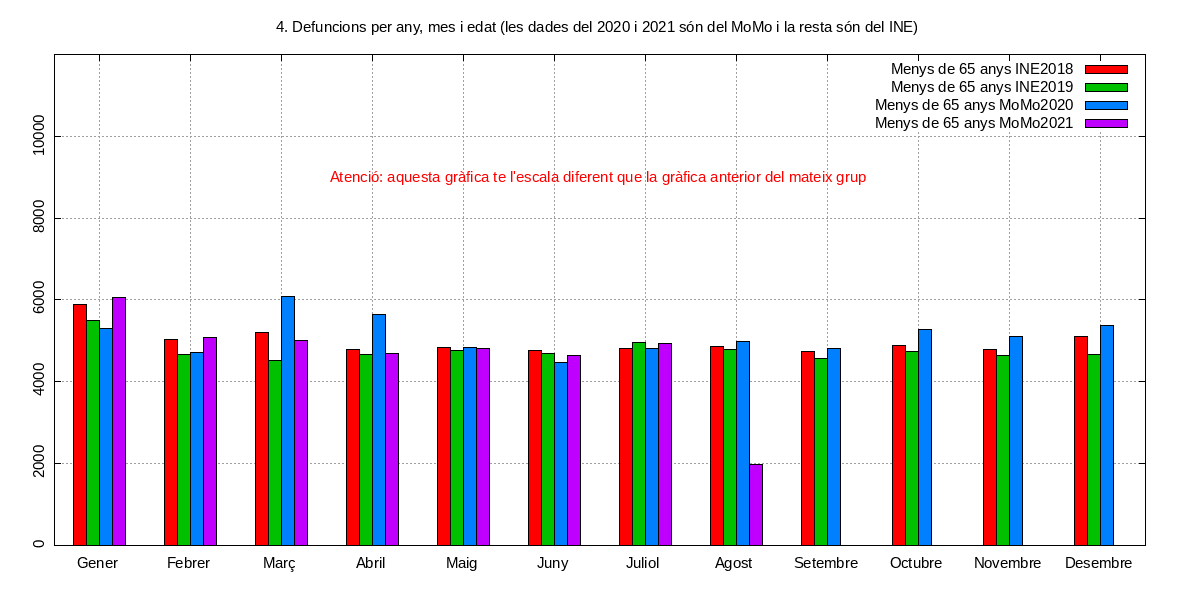 4. Defuncions per any, mes i edat (les dades del 2020 i 2021 són del MoMo i la resta són del INE)
Menys de 65 anys INE2018
Menys de 65 anys INE2019
Menys de 65 anys MoMo2020
Menys de 65 anys MoMo2021
Atenció: aquesta gràfica te l'escala diferent que la gràfica anterior del mateix grup
10000
8000
6000
4000
2000
0
Gener Febrer Març Abril Maig Juny Juliol Agost Setembre Octubre Novembre Desembre